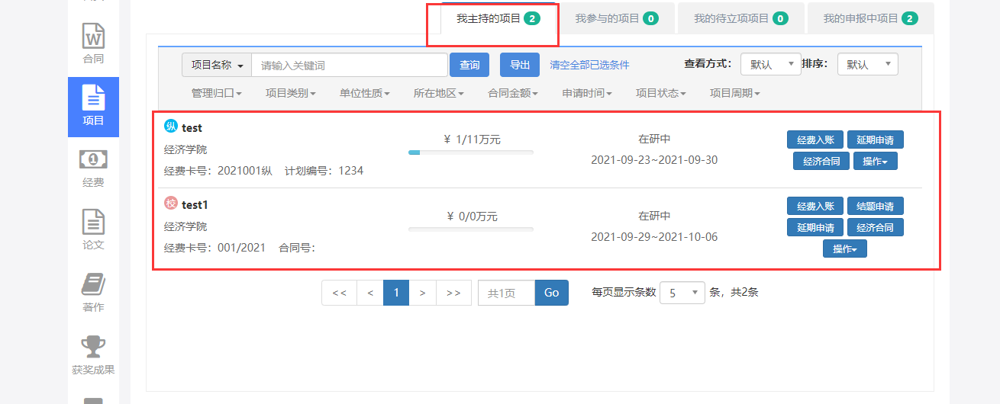 我主持的项目 2 我参与的项目 0 我的待立项项目 0 我的申报中项目 2
合同
项目
经费
论文
著作
获奖成果
项目名称 请输入关键词 查询 导出 清空全部已选条件 查看方式： 默认 排序： 默认
管理归口 项目类别 单位性质 所在地区 合同金额 申请时间 项目状态 项目周期
纵 test
经济学院
经费卡号：2021001纵 计划编号：1234
¥ 1/11万元
在研中
2021-09-23~2021-09-30
经费入账 延期申请
经济合同 操作
校 test1
经济学院
经费卡号：001/2021 合同号：
¥ 0/0万元
在研中
2021-09-29~2021-10-06
经费入账 结题申请
延期申请 经济合同
操作
<< < 1 > >> 共1页 Go 每页显示条数 5 条，共2条